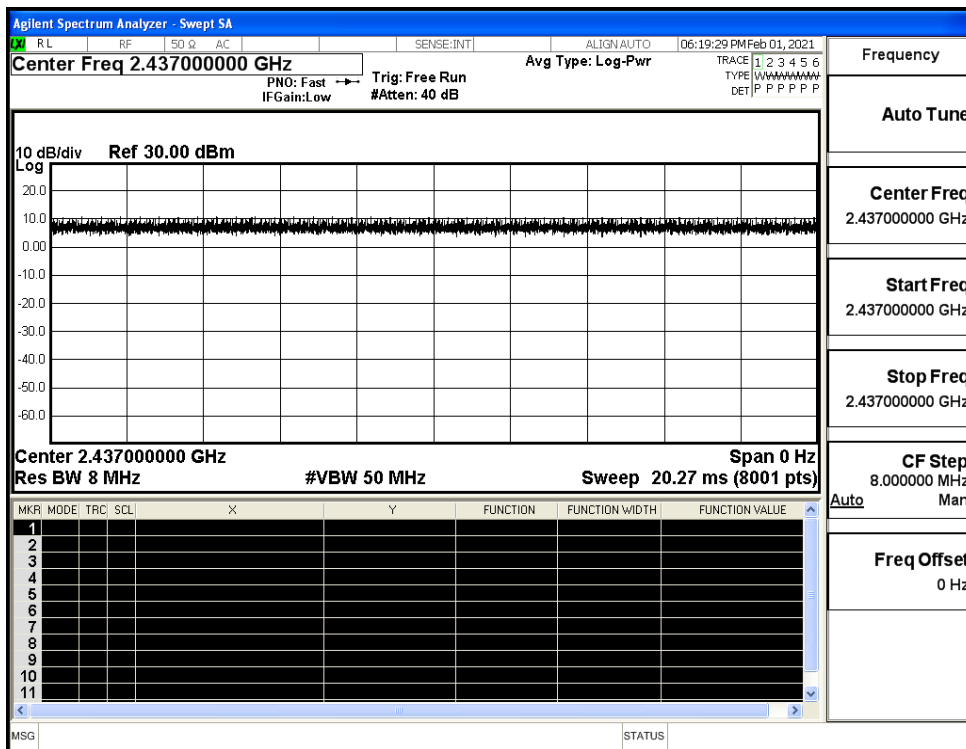 Agilent Spectrum Analyzer - Swept SA
LXI RL RF 50 Ω AC SENSE:INT ALIGN AUTO 06:19:29 PM Feb 01, 2021
Center Freq 2.437000000 GHz
PNO: Fast
IFGain:Low
Trig: Free Run
#Atten: 40 dB
Avg Type: Log-Pwr
TRACE 1 2 3 4 5 6
TYPE WWWWWW
DET P P P P P P
10 dB/div Ref 30.00 dBm
Log
20.0
10.0
0.00
-10.0
-20.0
-30.0
-40.0
-50.0
-60.0
Center 2.437000000 GHz Span 0 Hz
Res BW 8 MHz #VBW 50 MHz Sweep 20.27 ms (8001 pts)
MKR MODE TRC SCL X Y FUNCTION FUNCTION WIDTH FUNCTION VALUE
1
2
3
4
5
6
7
8
9
10
11
MSG STATUS
Frequency
Auto Tune
Center Freq
2.437000000 GHz
Start Freq
2.437000000 GHz
Stop Freq
2.437000000 GHz
CF Step
8.000000 MHz
Auto Man
Freq Offset
0 Hz